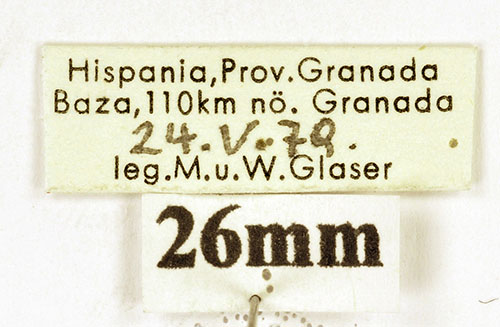 Hispania,Prov.Granada
Baza,110km nö. Granada
24.V.79.
leg.M.u.W.Glaser
26mm